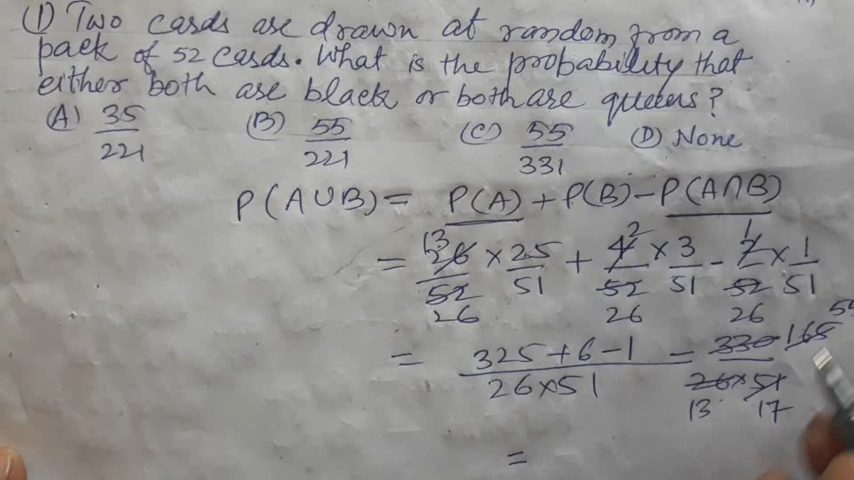 (1) Two cards are drawn at random from a
pack of 52 cards. What is the probability that
either both are black or both are queens?
(A) 35/221 (B) 55/221 (C) 55/331 (D) None
P(A∪B) = P(A) + P(B) - P(A∩B)
= 26/52 × 25/51 + 4/52 × 3/51 - 2/52 × 1/51
13 2 1
26 26 26
= 325+6-1 / 26×51 = 330 / 26×51 165
13 17
=